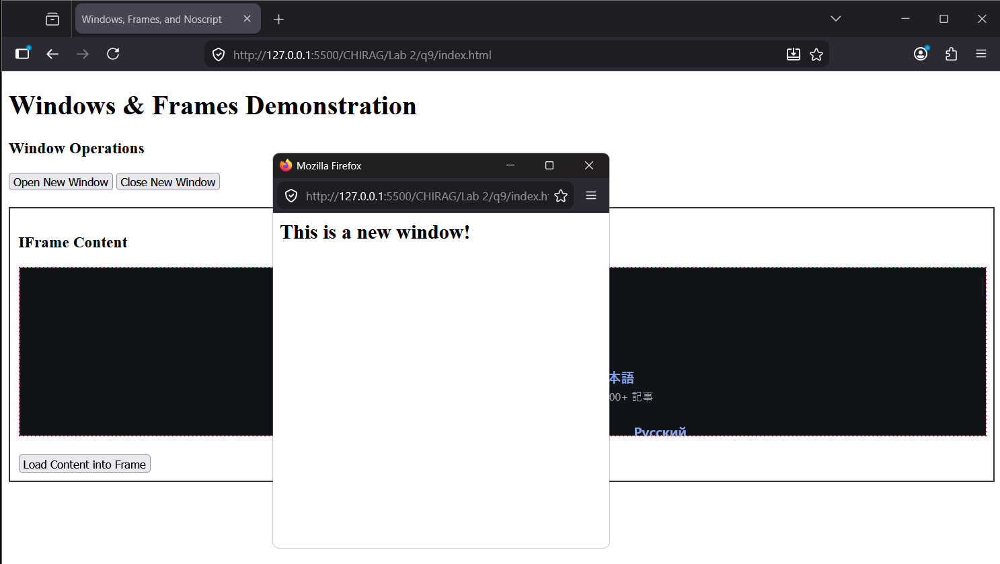 Windows, Frames, and Noscript
http://127.0.0.1:5500/CHIRAG/Lab 2/q9/index.html
Windows & Frames Demonstration
Window Operations
Open New Window Close New Window
Mozilla Firefox
http://127.0.0.1:5500/CHIRAG/Lab 2/q9/index.h
This is a new window!
IFrame Content
本語
00+ 記事
Русский
Load Content into Frame